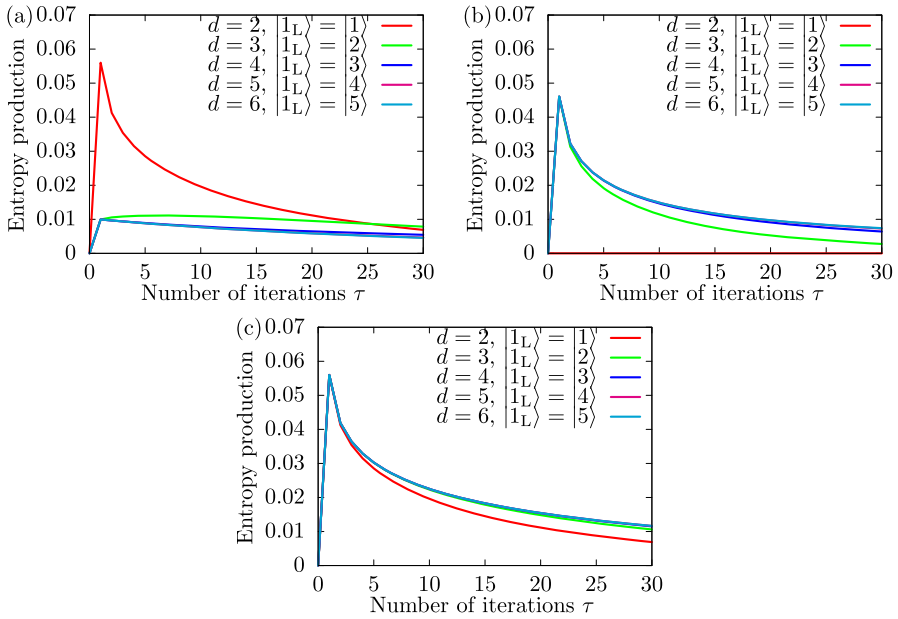 (a)
Entropy production
0.07
0.06
0.05
0.04
0.03
0.02
0.01
0
d = 2, |1_L⟩ = |1⟩
d = 3, |1_L⟩ = |2⟩
d = 4, |1_L⟩ = |3⟩
d = 5, |1_L⟩ = |4⟩
d = 6, |1_L⟩ = |5⟩
0 5 10 15 20 25 30
Number of iterations τ
(b)
Entropy production
0.07
0.06
0.05
0.04
0.03
0.02
0.01
0
d = 2, |1_L⟩ = |1⟩
d = 3, |1_L⟩ = |2⟩
d = 4, |1_L⟩ = |3⟩
d = 5, |1_L⟩ = |4⟩
d = 6, |1_L⟩ = |5⟩
0 5 10 15 20 25 30
Number of iterations τ
(c)
Entropy production
0.07
0.06
0.05
0.04
0.03
0.02
0.01
0
d = 2, |1_L⟩ = |1⟩
d = 3, |1_L⟩ = |2⟩
d = 4, |1_L⟩ = |3⟩
d = 5, |1_L⟩ = |4⟩
d = 6, |1_L⟩ = |5⟩
0 5 10 15 20 25 30
Number of iterations τ